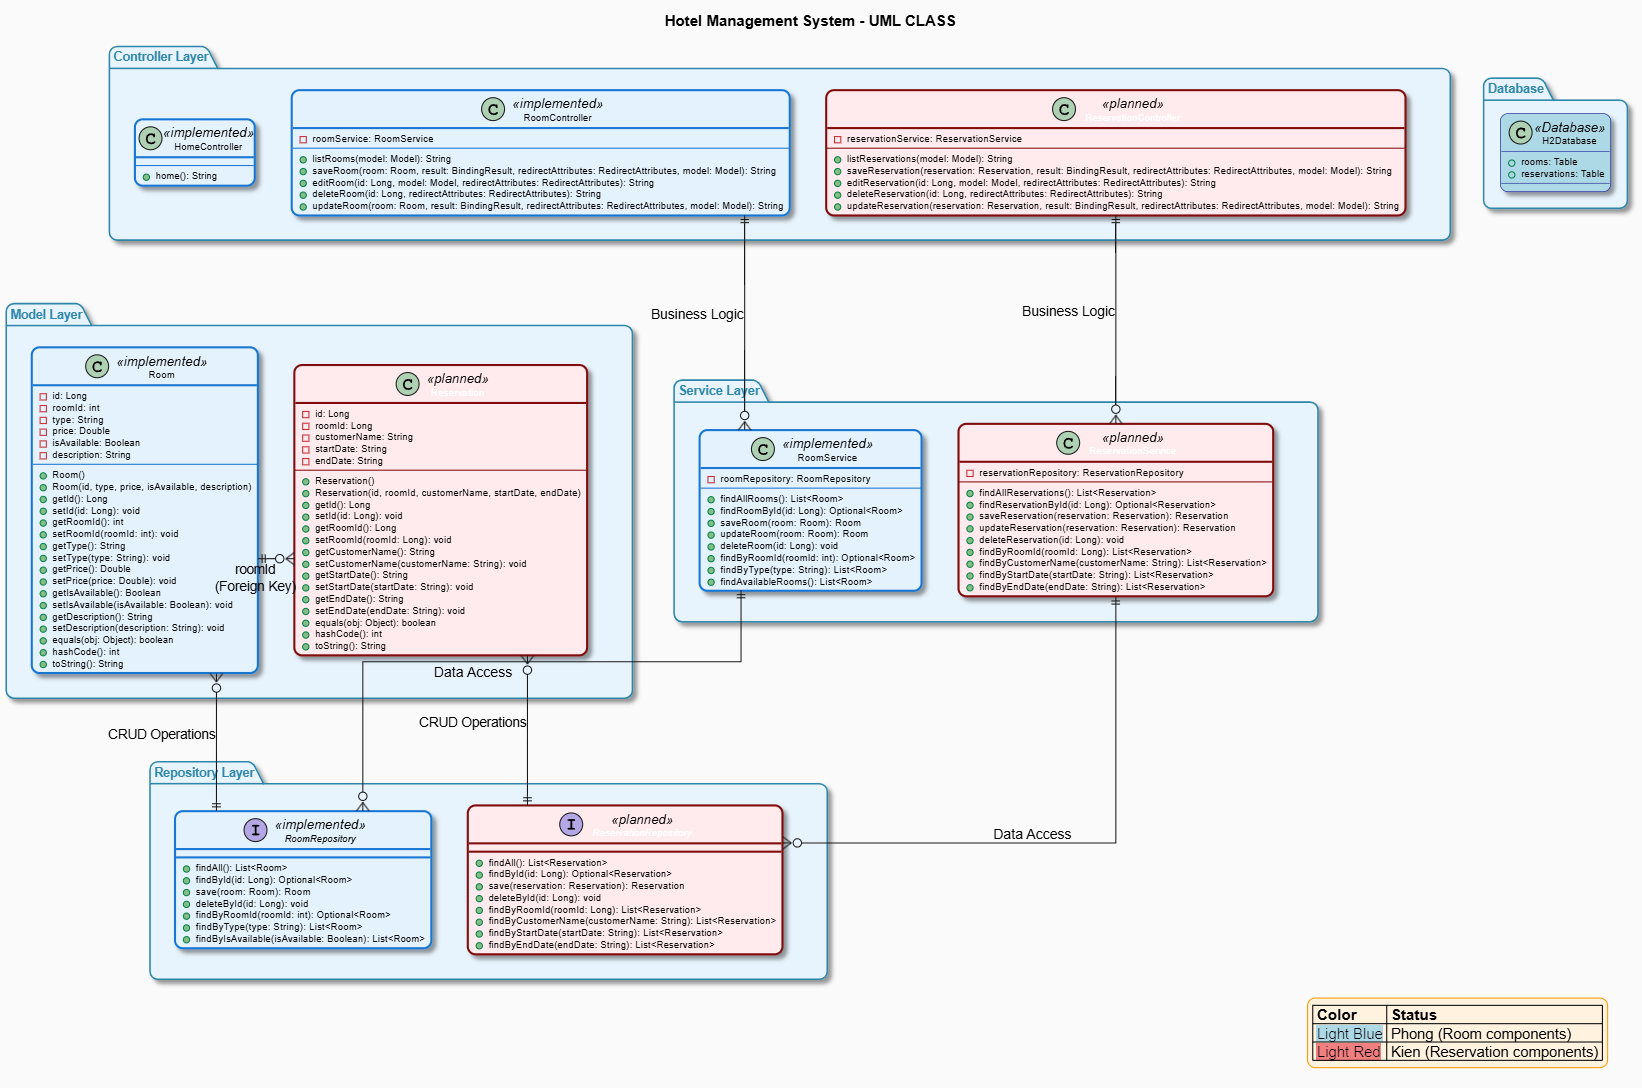 Hotel Management System - UML CLASS
Controller Layer
«implemented»
HomeController
home(): String
«implemented»
RoomController
roomService: RoomService
listRooms(model: Model): String
saveRoom(room: Room, result: BindingResult, redirectAttributes: RedirectAttributes, model: Model): String
editRoom(id: Long, model: Model, redirectAttributes: RedirectAttributes): String
deleteRoom(id: Long, redirectAttributes: RedirectAttributes): String
updateRoom(room: Room, result: BindingResult, redirectAttributes: RedirectAttributes, model: Model): String
«planned»
ReservationController
reservationService: ReservationService
listReservations(model: Model): String
saveReservation(reservation: Reservation, result: BindingResult, redirectAttributes: RedirectAttributes, model: Model): String
editReservation(id: Long, model: Model, redirectAttributes: RedirectAttributes): String
deleteReservation(id: Long, redirectAttributes: RedirectAttributes): String
updateReservation(reservation: Reservation, result: BindingResult, redirectAttributes: RedirectAttributes, model: Model): String
Database
«Database»
H2Database
rooms: Table
reservations: Table
Business Logic
Business Logic
Model Layer
«implemented»
Room
id: Long
roomId: int
type: String
price: Double
isAvailable: Boolean
description: String
Room()
Room(id, type, price, isAvailable, description)
getId(): Long
setId(id: Long): void
getRoomId(): int
setRoomId(roomId: int): void
getType(): String
setType(type: String): void
getPrice(): Double
setPrice(price: Double): void
getIsAvailable(): Boolean
setIsAvailable(isAvailable: Boolean): void
getDescription(): String
setDescription(description: String): void
equals(obj: Object): boolean
hashCode(): int
toString(): String
roomId
(Foreign Key)
«planned»
Reservation
id: Long
roomId: Long
customerName: String
startDate: String
endDate: String
Reservation()
Reservation(id, roomId, customerName, startDate, endDate)
getId(): Long
setId(id: Long): void
getRoomId(): Long
setRoomId(roomId: Long): void
getCustomerName(): String
setCustomerName(customerName: String): void
getStartDate(): String
setStartDate(startDate: String): void
getEndDate(): String
setEndDate(endDate: String): void
equals(obj: Object): boolean
hashCode(): int
toString(): String
Service Layer
«implemented»
RoomService
roomRepository: RoomRepository
findAllRooms(): List<Room>
findRoomById(id: Long): Optional<Room>
saveRoom(room: Room): Room
updateRoom(room: Room): Room
deleteRoom(id: Long): void
findByRoomId(roomId: int): Optional<Room>
findByType(type: String): List<Room>
findAvailableRooms(): List<Room>
«planned»
ReservationService
reservationRepository: ReservationRepository
findAllReservations(): List<Reservation>
findReservationById(id: Long): Optional<Reservation>
saveReservation(reservation: Reservation): Reservation
updateReservation(reservation: Reservation): Reservation
deleteReservation(id: Long): void
findByRoomId(roomId: Long): List<Reservation>
findByCustomerName(customerName: String): List<Reservation>
findByStartDate(startDate: String): List<Reservation>
findByEndDate(endDate: String): List<Reservation>
Data Access
CRUD Operations
CRUD Operations
Data Access
Repository Layer
«implemented»
RoomRepository
findAll(): List<Room>
findById(id: Long): Optional<Room>
save(room: Room): Room
deleteById(id: Long): void
findByRoomId(roomId: int): Optional<Room>
findByType(type: String): List<Room>
findByIsAvailable(isAvailable: Boolean): List<Room>
«planned»
ReservationRepository
findAll(): List<Reservation>
findById(id: Long): Optional<Reservation>
save(reservation: Reservation): Reservation
deleteById(id: Long): void
findByRoomId(roomId: Long): List<Reservation>
findByCustomerName(customerName: String): List<Reservation>
findByStartDate(startDate: String): List<Reservation>
findByEndDate(endDate: String): List<Reservation>
Color Status
Light Blue Phong (Room components)
Light Red Kien (Reservation components)